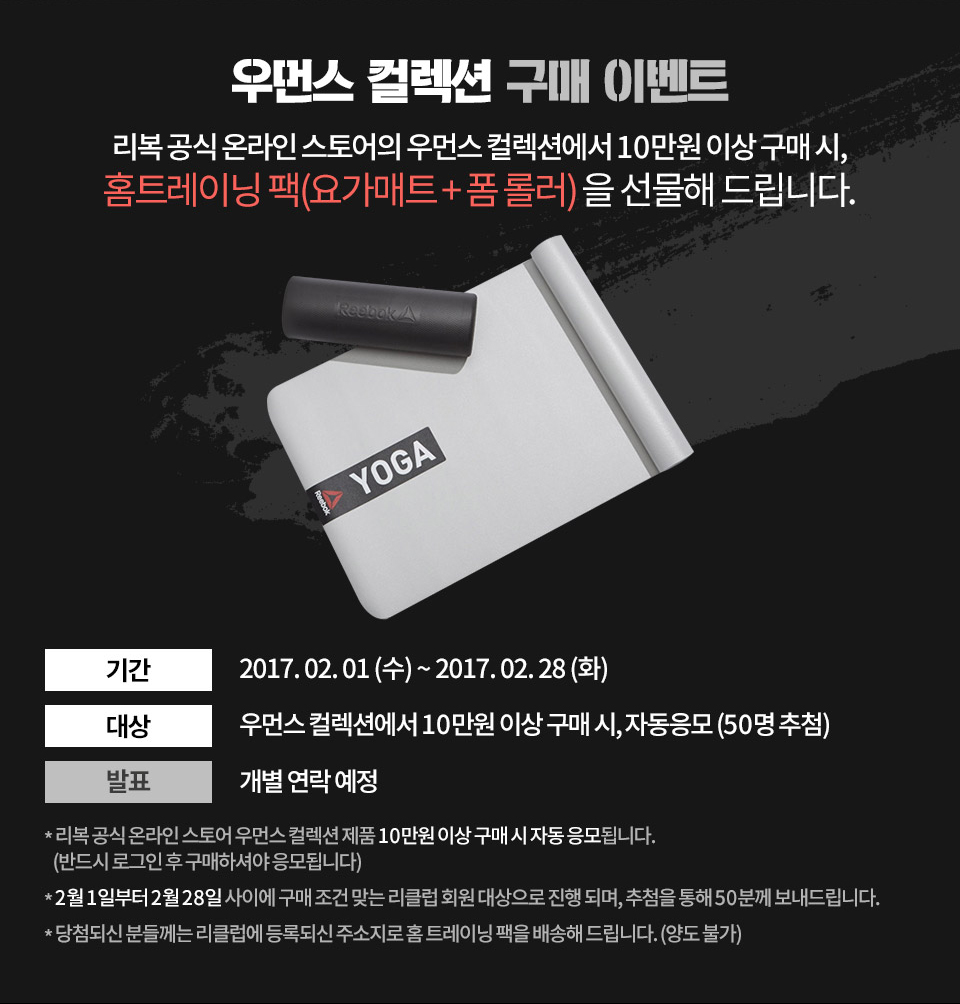 우먼스 컬렉션 구매 이벤트
리복 공식 온라인 스토어의 우먼스 컬렉션에서 10만원 이상 구매 시,
홈트레이닝 팩(요가매트 + 폼 롤러) 을 선물해 드립니다.
Reebok
YOGA
Reebok
기간 2017. 02. 01 (수) ~ 2017. 02. 28 (화)
대상 우먼스 컬렉션에서 10만원 이상 구매 시, 자동응모 (50명 추첨)
발표 개별 연락 예정
* 리복 공식 온라인 스토어 우먼스 컬렉션 제품 10만원 이상 구매 시 자동 응모됩니다.
(반드시 로그인 후 구매하셔야 응모됩니다)
* 2월 1일부터 2월 28일 사이에 구매 조건 맞는 리클럽 회원 대상으로 진행 되며, 추첨을 통해 50분께 보내드립니다.
* 당첨되신 분들께는 리클럽에 등록되신 주소지로 홈 트레이닝 팩을 배송해 드립니다. (양도 불가)